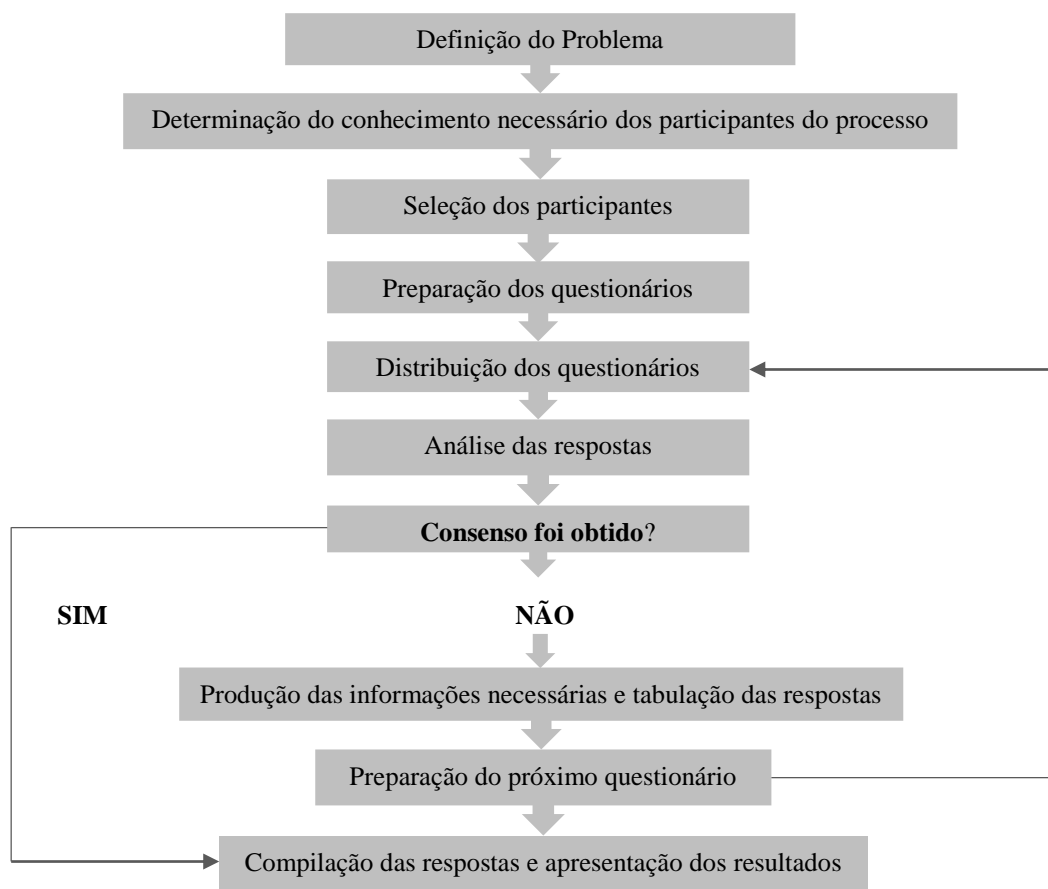 Definição do Problema
Determinação do conhecimento necessário dos participantes do processo
Seleção dos participantes
Preparação dos questionários
Distribuição dos questionários
Análise das respostas
Consenso foi obtido?
SIM
NÃO
Produção das informações necessárias e tabulação das respostas
Preparação do próximo questionário
Compilação das respostas e apresentação dos resultados